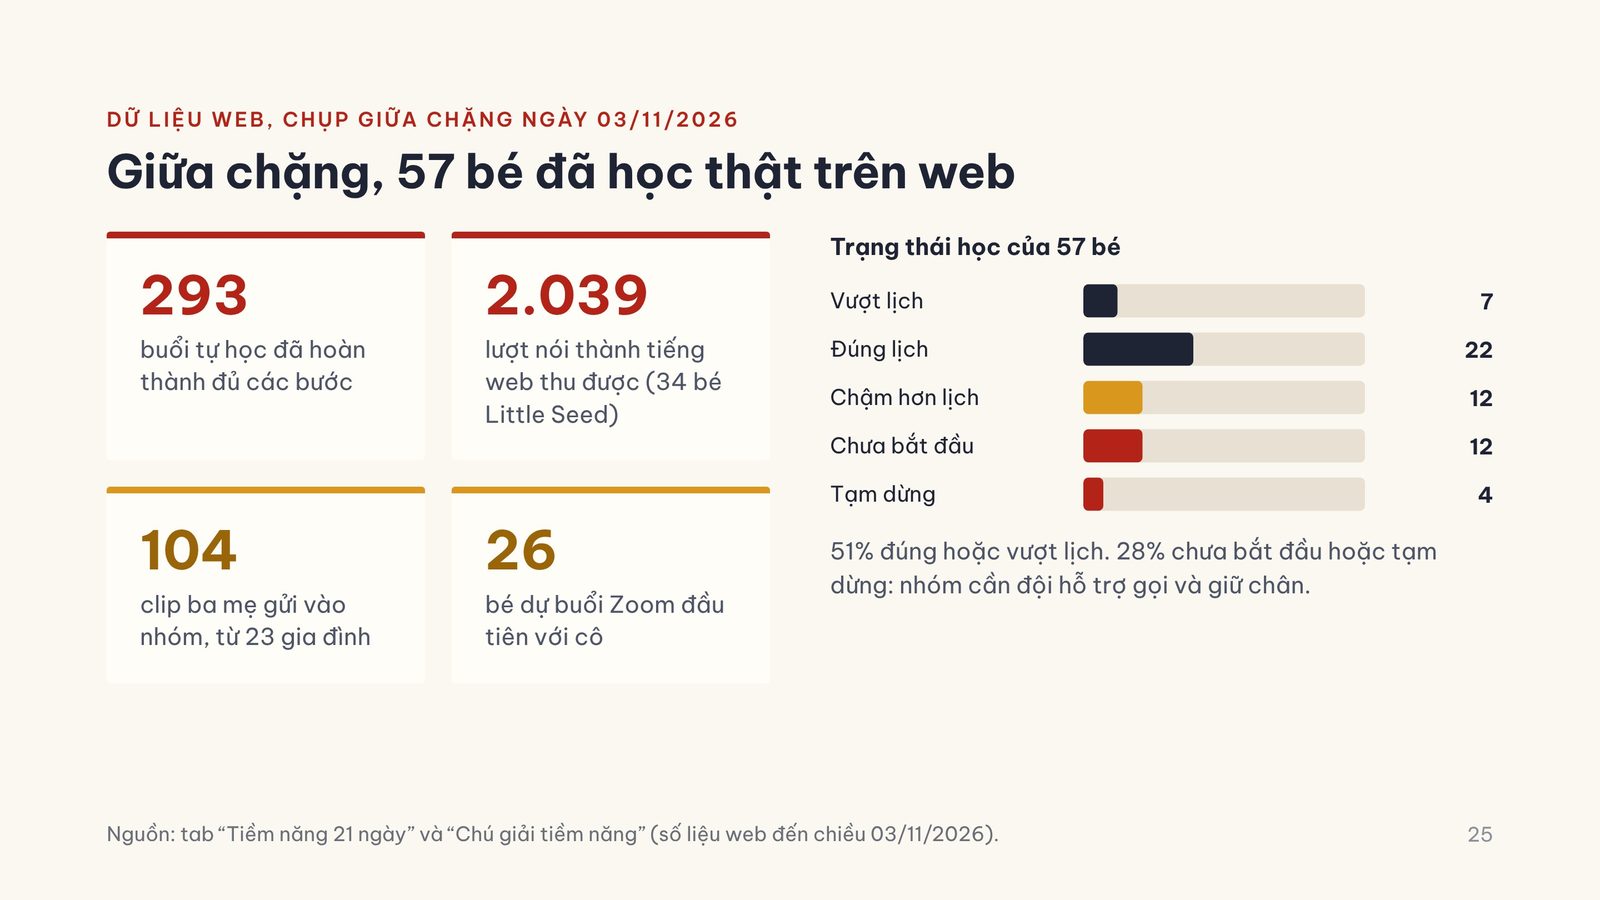 DỮ LIỆU WEB, CHỤP GIỮA CHẶNG NGÀY 03/11/2026
Giữa chặng, 57 bé đã học thật trên web
293
buổi tự học đã hoàn
thành đủ các bước
2.039
lượt nói thành tiếng
web thu được (34 bé
Little Seed)
104
clip ba mẹ gửi vào
nhóm, từ 23 gia đình
26
bé dự buổi Zoom đầu
tiên với cô
Trạng thái học của 57 bé
Vượt lịch 7
Đúng lịch 22
Chậm hơn lịch 12
Chưa bắt đầu 12
Tạm dừng 4
51% đúng hoặc vượt lịch. 28% chưa bắt đầu hoặc tạm
dừng: nhóm cần đội hỗ trợ gọi và giữ chân.
Nguồn: tab “Tiềm năng 21 ngày” và “Chú giải tiềm năng” (số liệu web đến chiều 03/11/2026).
25